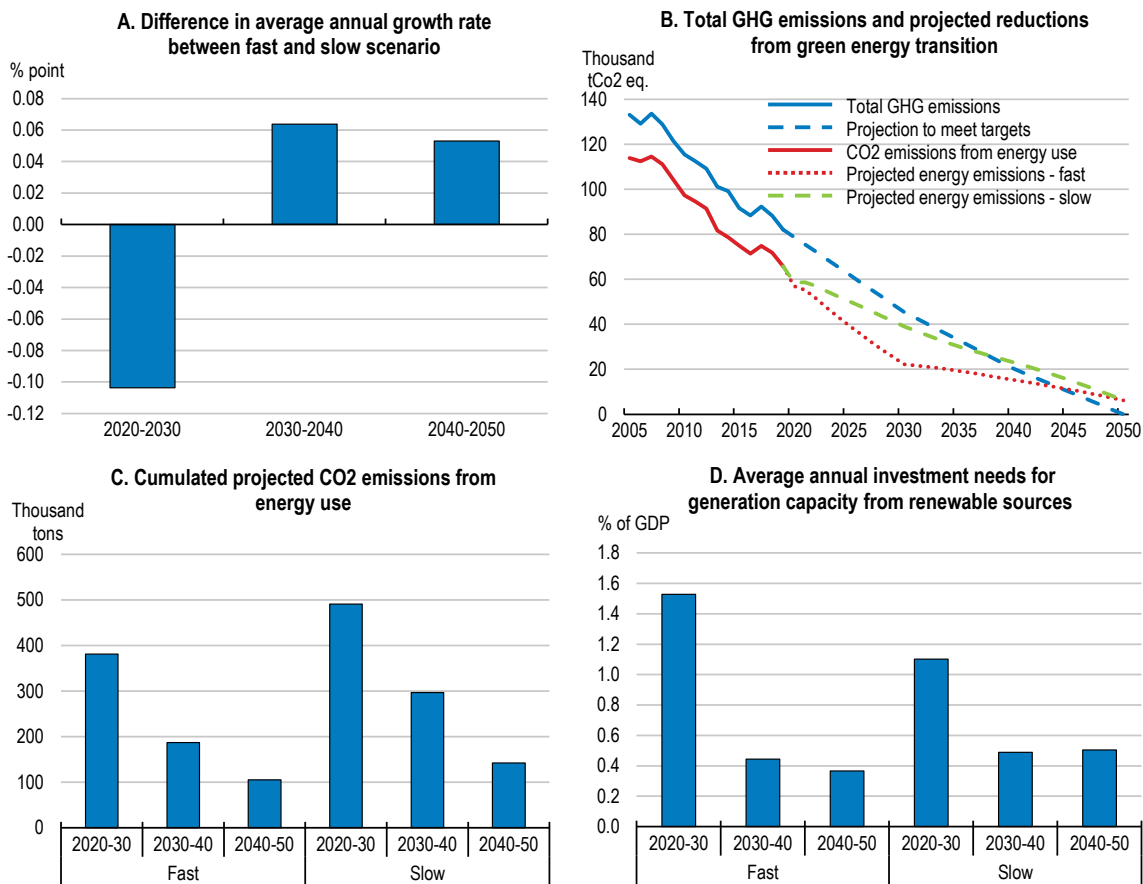 A. Difference in average annual growth rate
between fast and slow scenario
% point
0.08
0.06
0.04
0.02
0.00
-0.02
-0.04
-0.06
-0.08
-0.10
-0.12
2020-2030 2030-2040 2040-2050
B. Total GHG emissions and projected reductions
from green energy transition
Thousand
tCo2 eq.
140
120
100
80
60
40
20
0
Total GHG emissions
Projection to meet targets
CO2 emissions from energy use
Projected energy emissions - fast
Projected energy emissions - slow
2005 2010 2015 2020 2025 2030 2035 2040 2045 2050
C. Cumulated projected CO2 emissions from
energy use
Thousand
tons
600
500
400
300
200
100
0
2020-30 2030-40 2040-50 2020-30 2030-40 2040-50
Fast Slow
D. Average annual investment needs for
generation capacity from renewable sources
% of GDP
1.8
1.6
1.4
1.2
1.0
0.8
0.6
0.4
0.2
0.0
2020-30 2030-40 2040-50 2020-30 2030-40 2040-50
Fast Slow